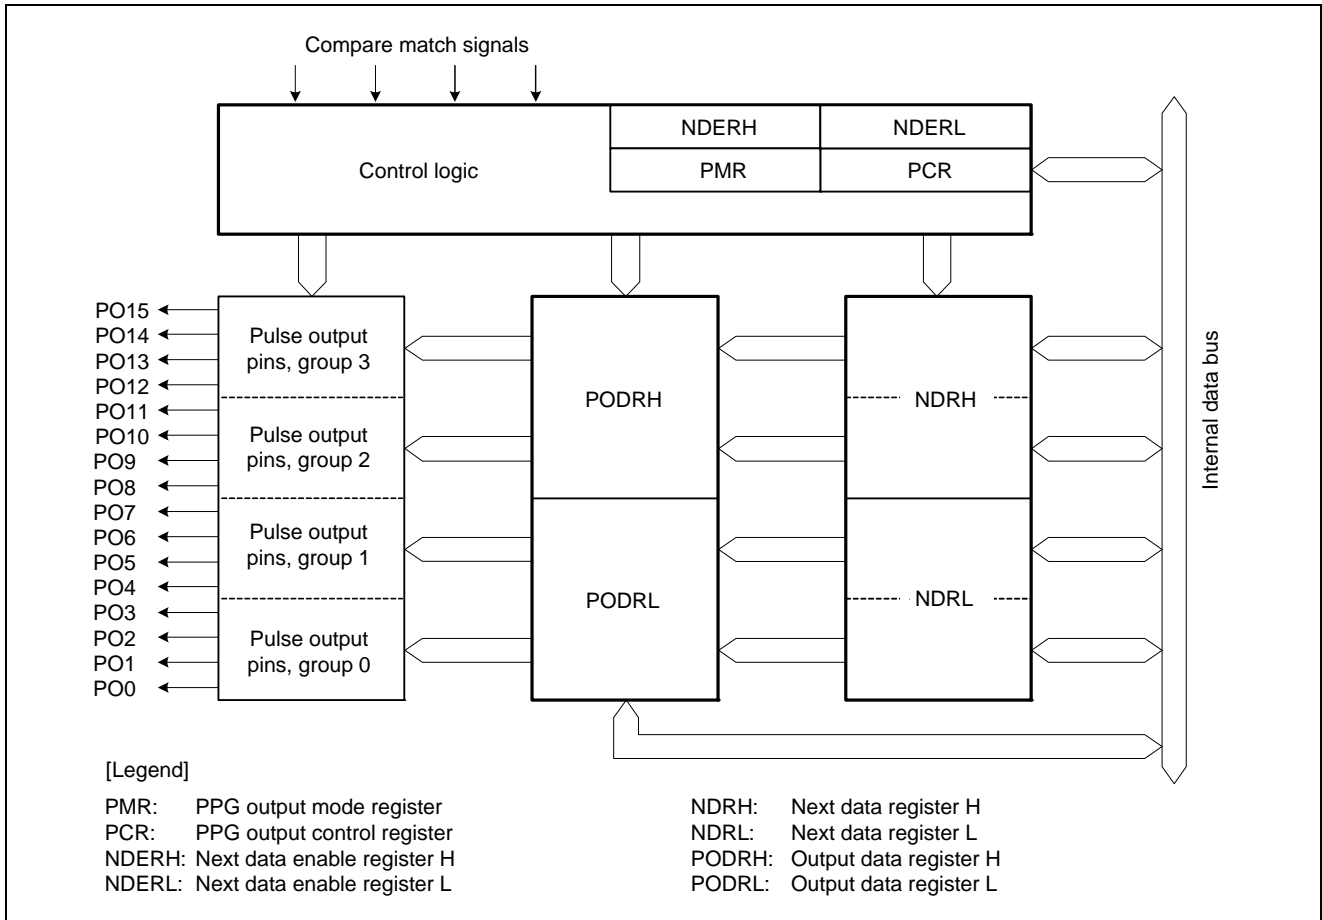 Compare match signals
NDERH
NDERL
Control logic
PMR
PCR
PO15
PO14
PO13
PO12
PO11
PO10
PO9
PO8
PO7
PO6
PO5
PO4
PO3
PO2
PO1
PO0
Pulse output
pins, group 3
Pulse output
pins, group 2
Pulse output
pins, group 1
Pulse output
pins, group 0
PODRH
PODRL
NDRH
NDRL
Internal data bus
[Legend]
PMR: PPG output mode register
PCR: PPG output control register
NDERH: Next data enable register H
NDERL: Next data enable register L
NDRH: Next data register H
NDRL: Next data register L
PODRH: Output data register H
PODRL: Output data register L